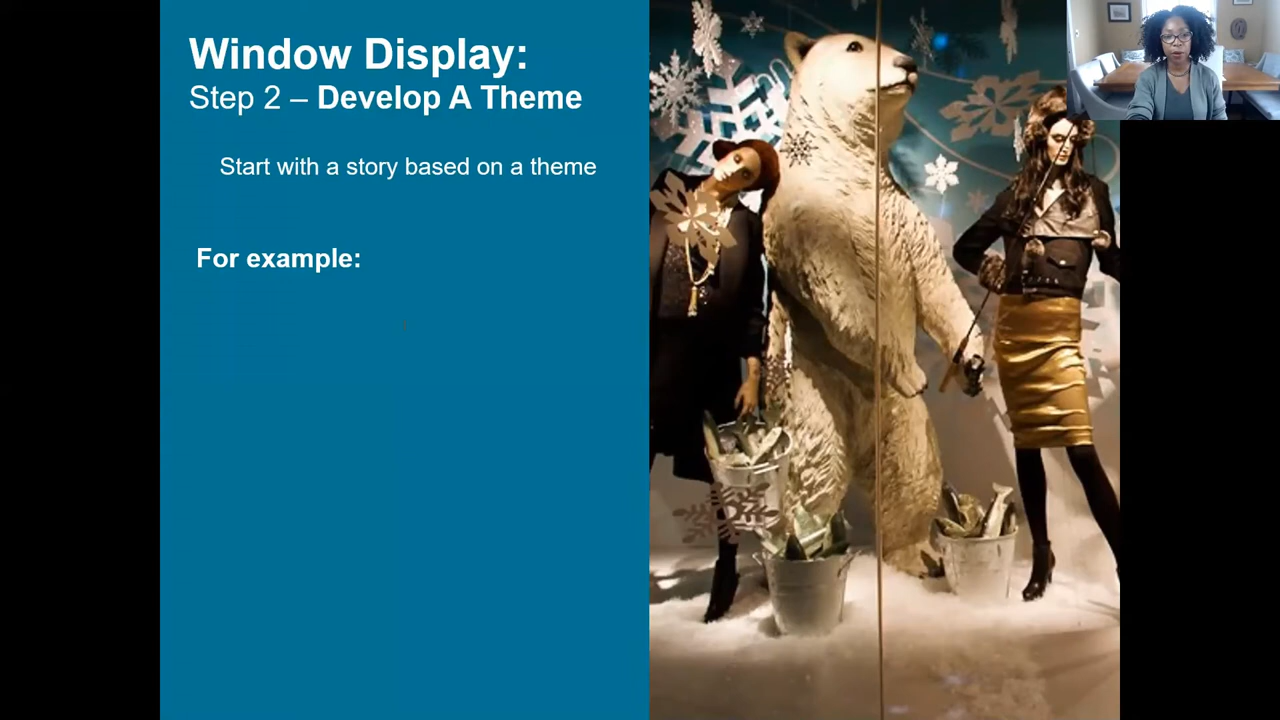 Window Display:
Step 2 – Develop A Theme
Start with a story based on a theme
For example: